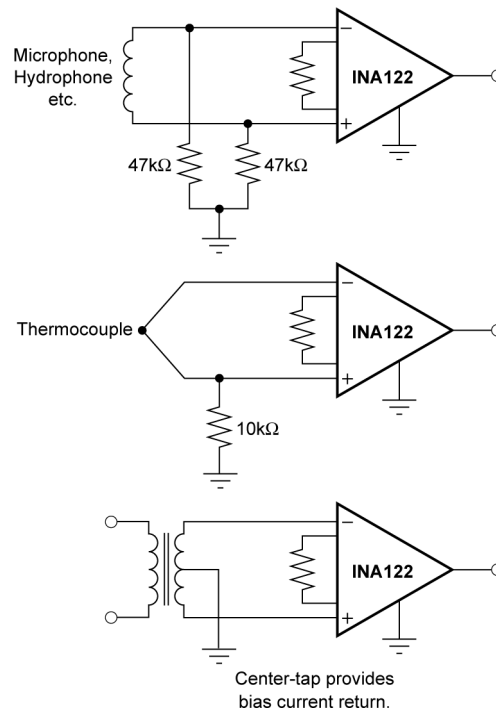 Microphone,
Hydrophone
etc.
−
INA122
+
47kΩ
47kΩ
Thermocouple
−
INA122
+
10kΩ
−
INA122
+
Center-tap provides
bias current return.